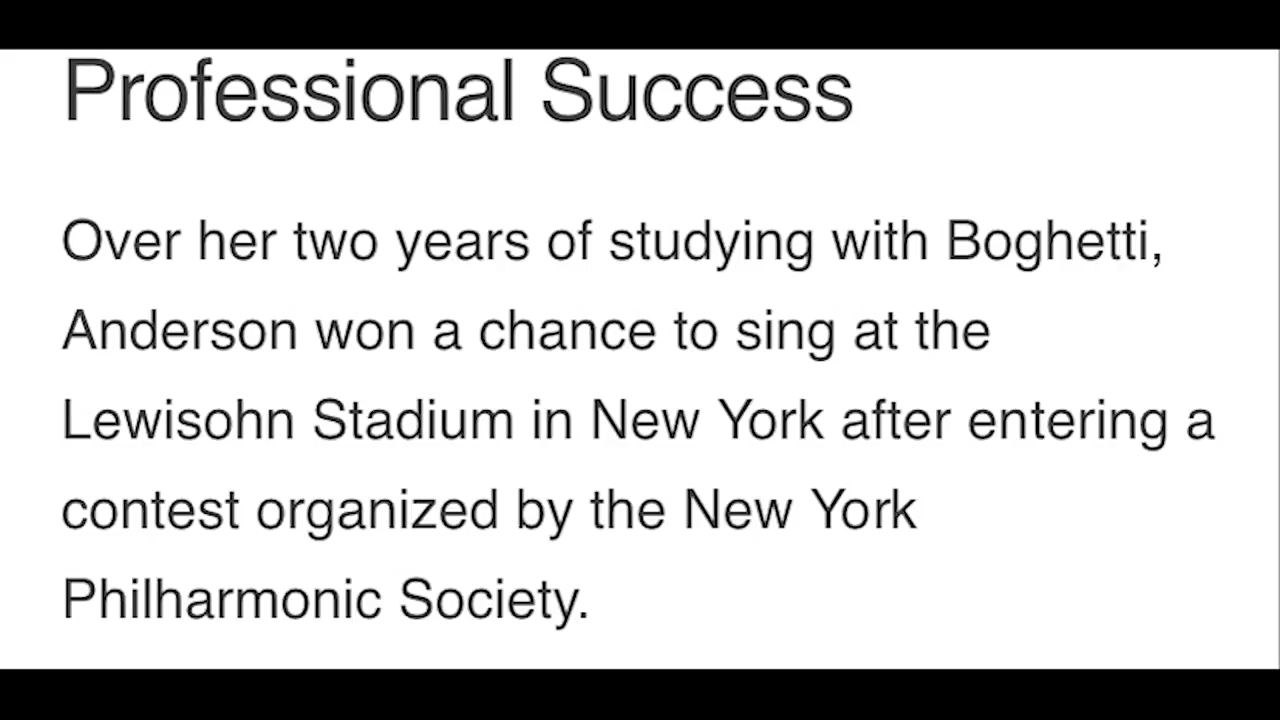 Professional Success
Over her two years of studying with Boghetti,
Anderson won a chance to sing at the
Lewisohn Stadium in New York after entering a
contest organized by the New York
Philharmonic Society.